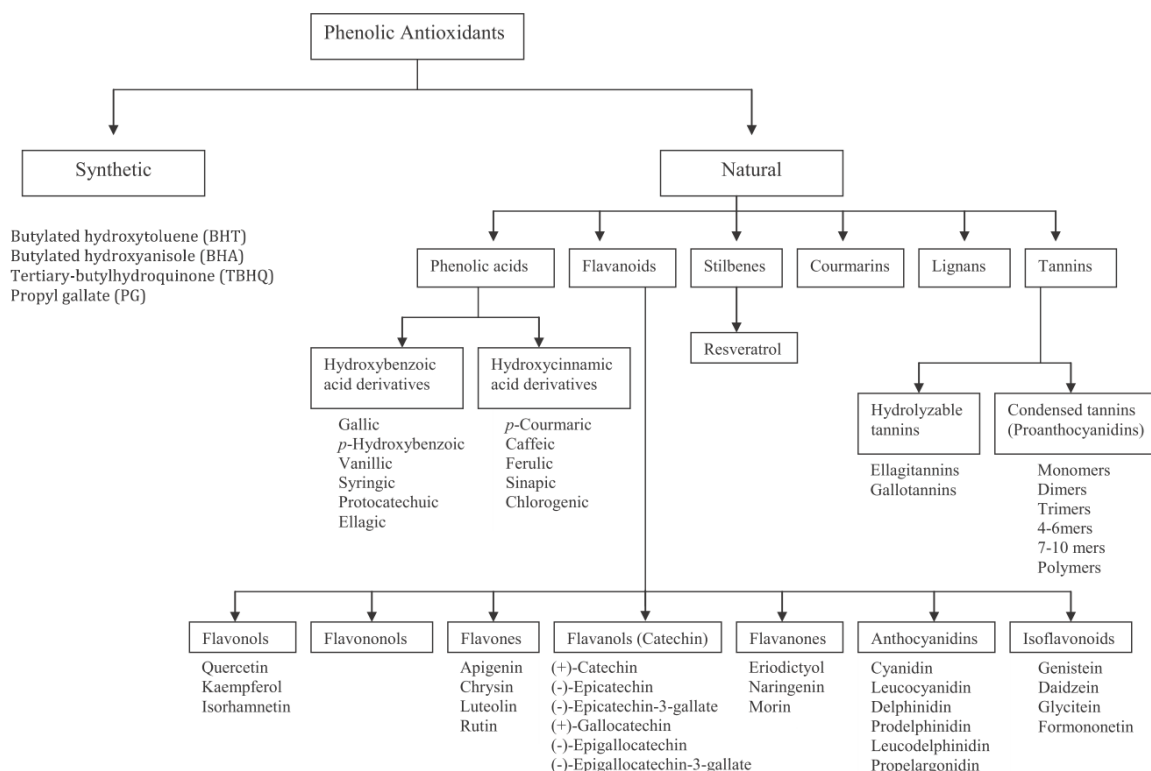 Phenolic Antioxidants
Synthetic
Natural
Butylated hydroxytoluene (BHT)
Butylated hydroxyanisole (BHA)
Tertiary-butylhydroquinone (TBHQ)
Propyl gallate (PG)
Phenolic acids
Flavanoids
Stilbenes
Courmarins
Lignans
Tannins
Resveratrol
Hydroxybenzoic
acid derivatives
Gallic
p-Hydroxybenzoic
Vanillic
Syringic
Protocatechuic
Ellagic
Hydroxycinnamic
acid derivatives
p-Courmaric
Caffeic
Ferulic
Sinapic
Chlorogenic
Hydrolyzable
tannins
Ellagitannins
Gallotannins
Condensed tannins
(Proanthocyanidins)
Monomers
Dimers
Trimers
4-6mers
7-10 mers
Polymers
Flavonols
Quercetin
Kaempferol
Isorhamnetin
Flavononols
Flavones
Apigenin
Chrysin
Luteolin
Rutin
Flavanols (Catechin)
(+)-Catechin
(-)-Epicatechin
(-)-Epicatechin-3-gallate
(+)-Gallocatechin
(-)-Epigallocatechin
(-)-Epigallocatechin-3-gallate
Flavanones
Eriodictyol
Naringenin
Morin
Anthocyanidins
Cyanidin
Leucocyanidin
Delphinidin
Prodelphinidin
Leucodelphinidin
Propelargonidin
Isoflavonoids
Genistein
Daidzein
Glycitein
Formononetin